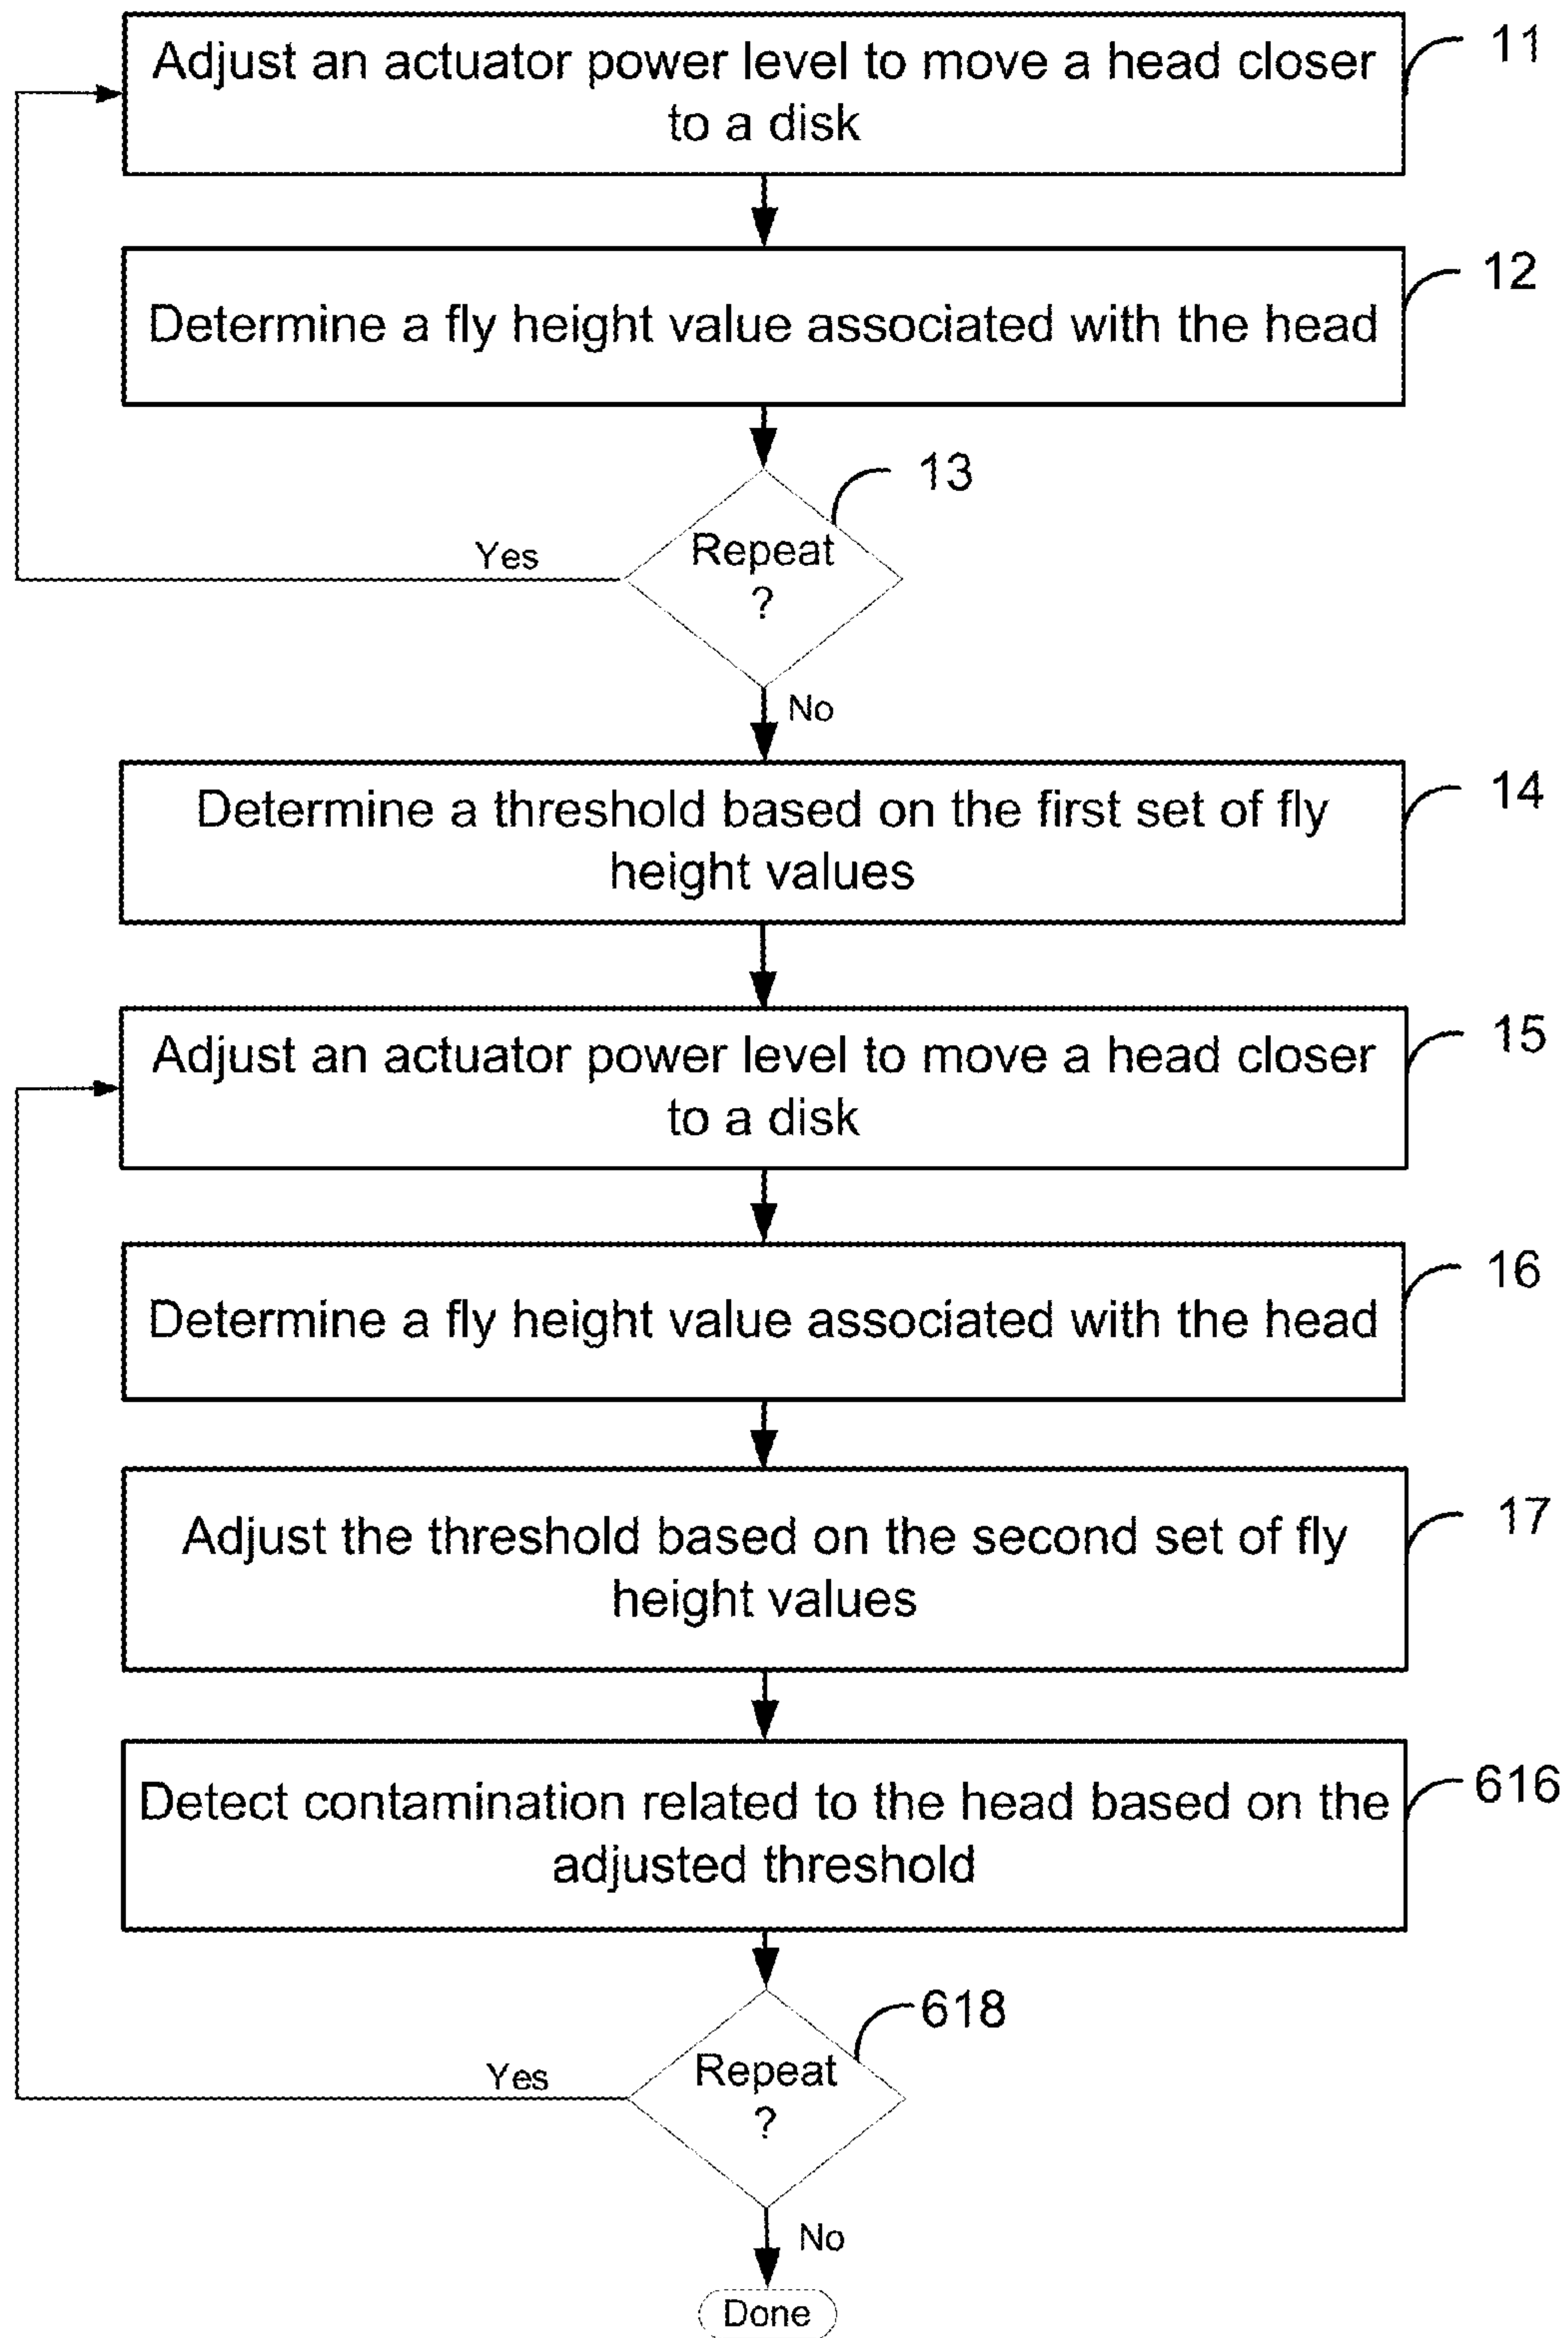 Adjust an actuator power level to move a head closer
to a disk
11
Determine a fly height value associated with the head
12
Repeat
?
13
Yes
No
Determine a threshold based on the first set of fly
height values
14
Adjust an actuator power level to move a head closer
to a disk
15
Determine a fly height value associated with the head
16
Adjust the threshold based on the second set of fly
height values
17
Detect contamination related to the head based on the
adjusted threshold
616
Repeat
?
618
Yes
No
Done